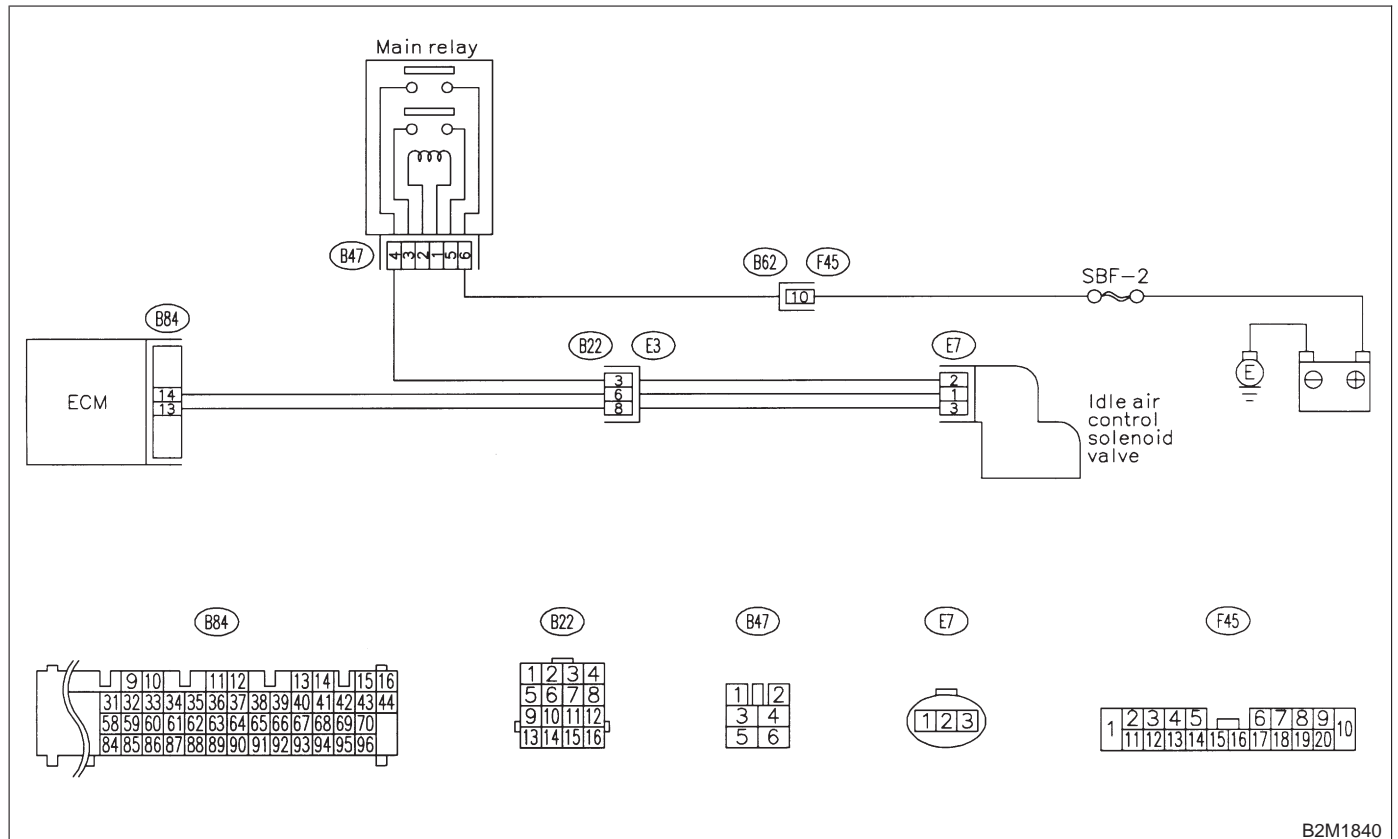 Main relay
B47
4 3 2 1 5 6
B62 F45
10
SBF-2
B84
ECM
14
13
B22 E3
3
6
8
E7
2
1
3
Idle air
control
solenoid
valve
E
⊖ ⊕
B84
9 10 11 12 13 14 15 16
31 32 33 34 35 36 37 38 39 40 41 42 43 44
58 59 60 61 62 63 64 65 66 67 68 69 70
84 85 86 87 88 89 90 91 92 93 94 95 96
B22
1 2 3 4
5 6 7 8
9 10 11 12
13 14 15 16
B47
1 2
3 4
5 6
E7
1 2 3
F45
1 2 3 4 5 6 7 8 9 10
11 12 13 14 15 16 17 18 19 20
B2M1840